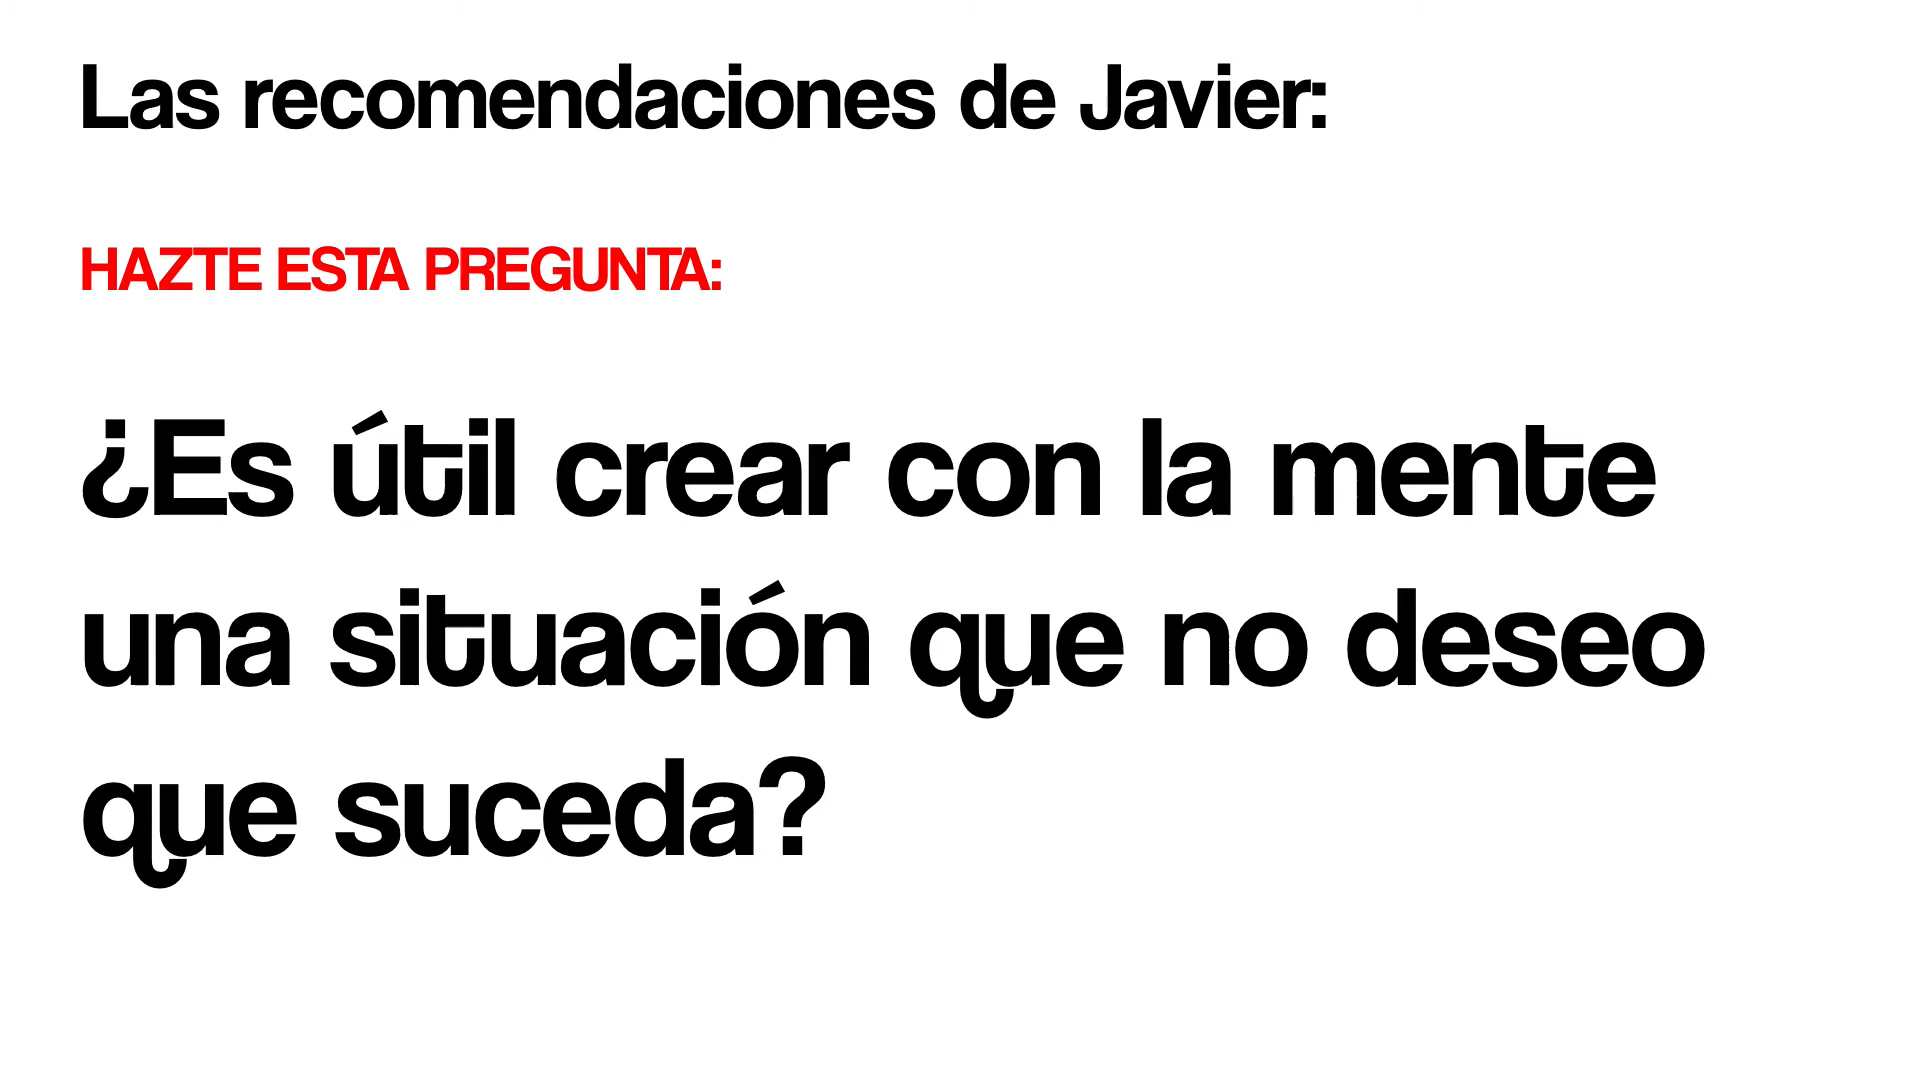 Las recomendaciones de Javier:
HAZTE ESTA PREGUNTA:
¿Es útil crear con la mente
una situación que no deseo
que suceda?